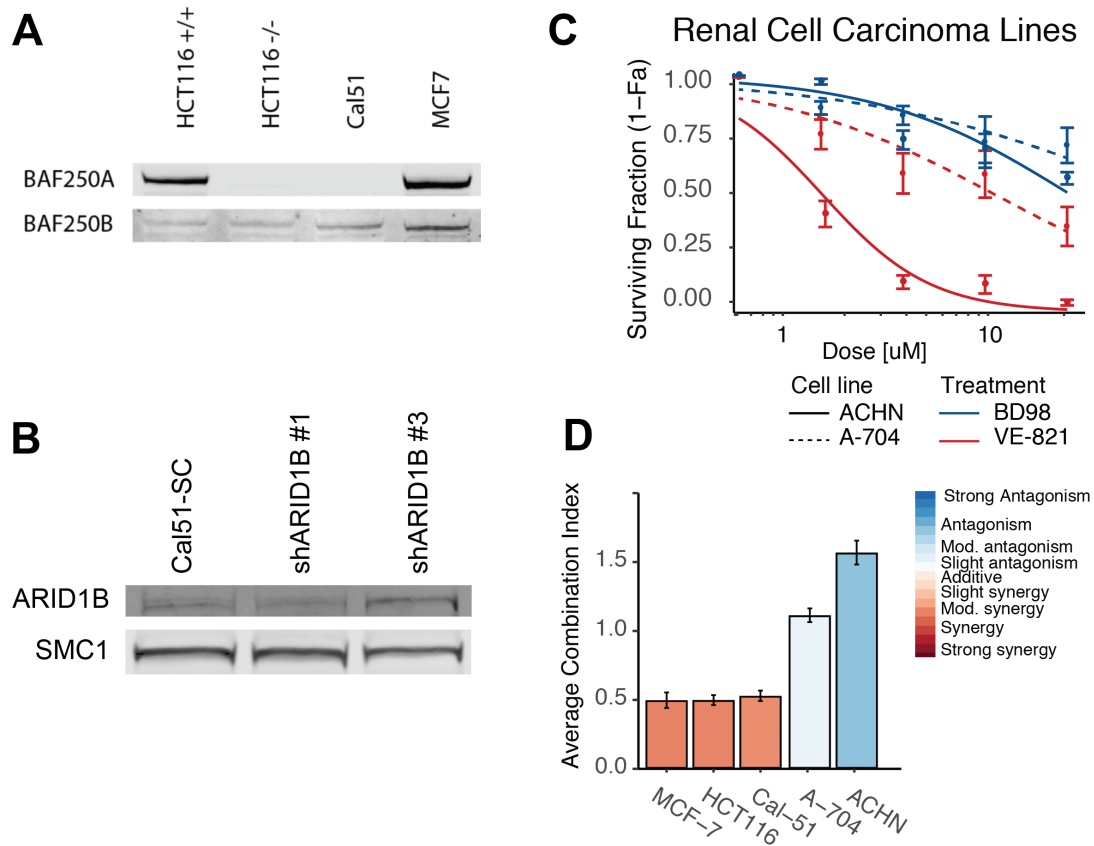 A
HCT116 +/+
HCT116 -/-
Cal51
MCF7
BAF250A
BAF250B
B
Cal51-SC
shARID1B #1
shARID1B #3
ARID1B
SMC1
C
Renal Cell Carcinoma Lines
Surviving Fraction (1−Fa)
1.00
0.75
0.50
0.25
0.00
1
10
Dose [uM]
Cell line
ACHN
A-704
Treatment
BD98
VE-821
D
Average Combination Index
1.5
1.0
0.5
0.0
MCF−7
HCT116
Cal−51
A−704
ACHN
Strong Antagonism
Antagonism
Mod. antagonism
Slight antagonism
Additive
Slight synergy
Mod. synergy
Synergy
Strong synergy